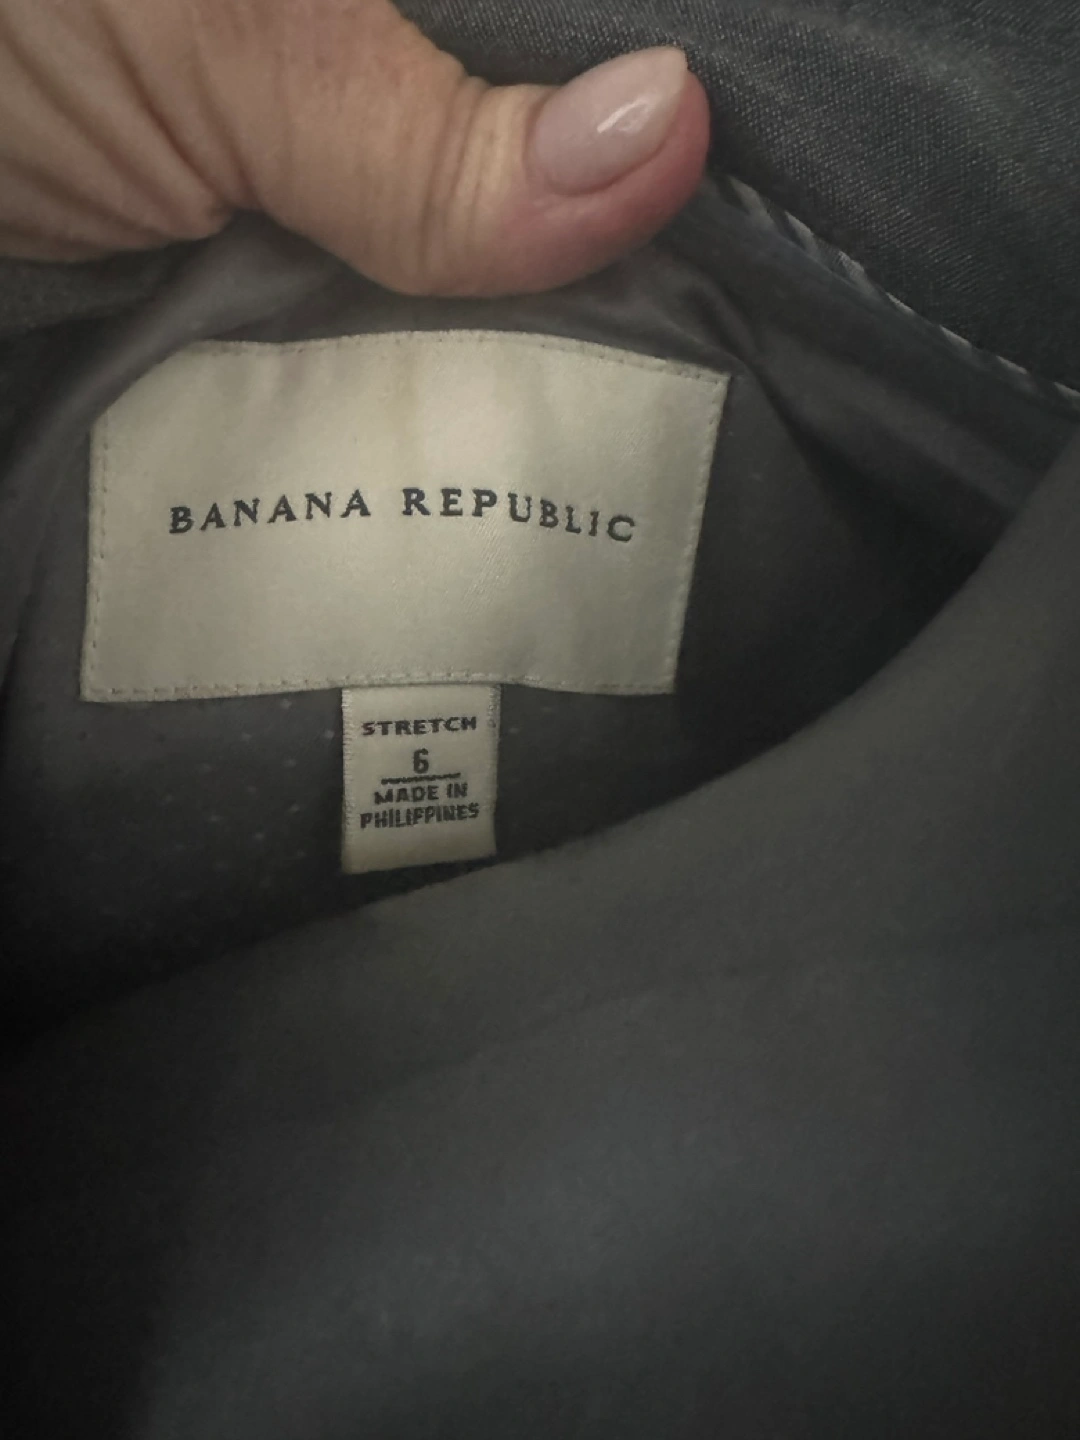 BANANA REPUBLIC
STRETCH
6
MADE IN
PHILIPPINES